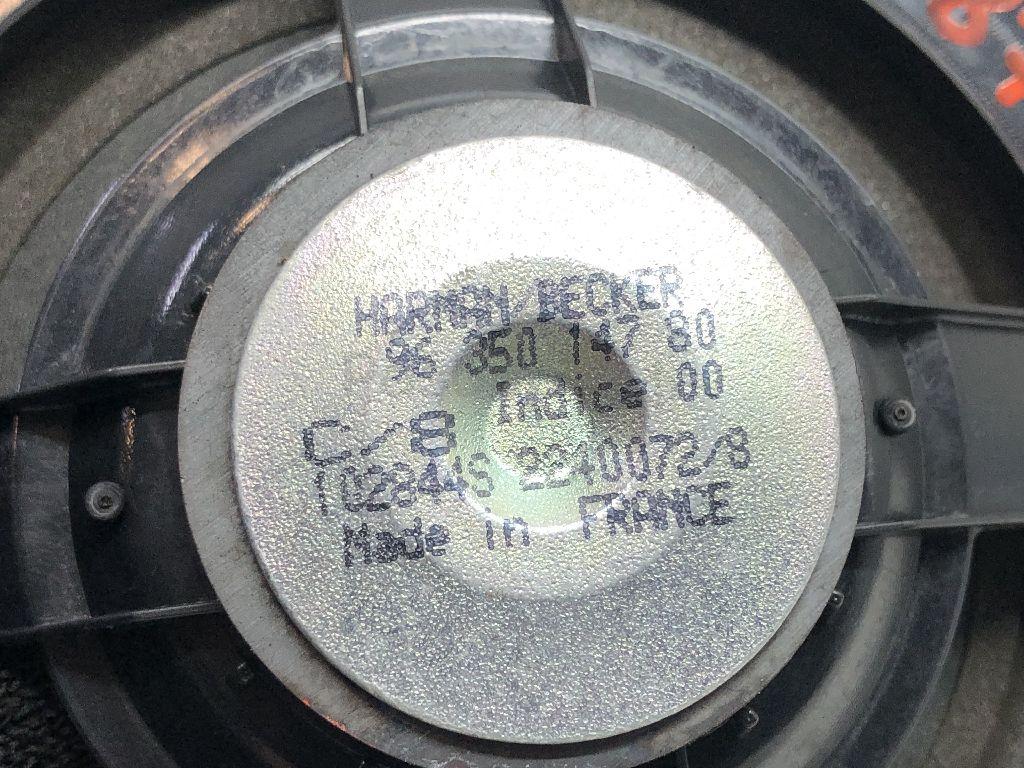 HARMAN/BECKER
96 350 147 80
Indice 00
C/8
T02844S 2240072/8
Made in FRANCE